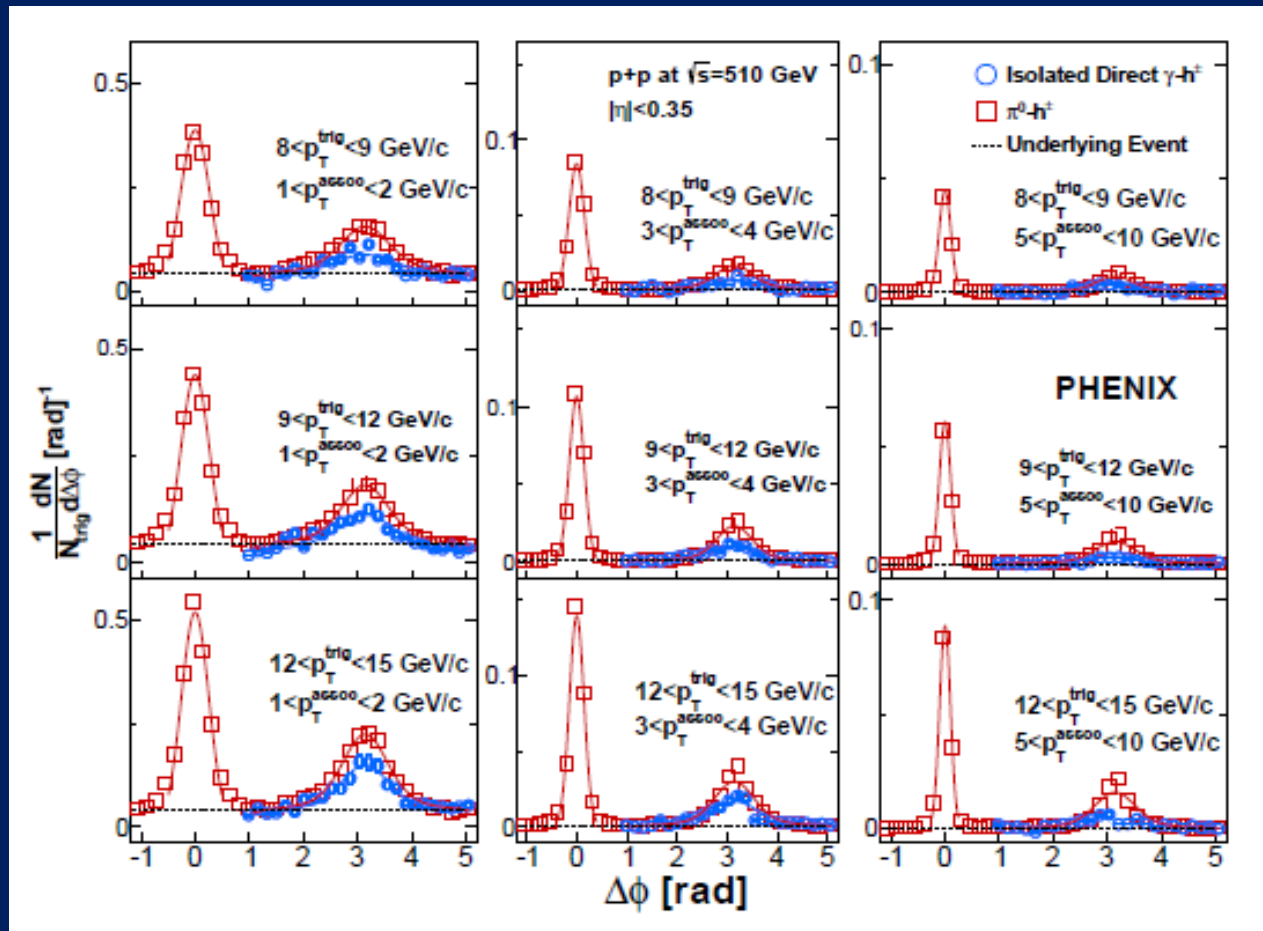 p+p at √s=510 GeV
|η|<0.35
Isolated Direct γ-h±
π⁰-h±
Underlying Event
0.5
0
8<p_T^trig<9 GeV/c
1<p_T^assoc<2 GeV/c
0.1
0
8<p_T^trig<9 GeV/c
3<p_T^assoc<4 GeV/c
0.1
0
8<p_T^trig<9 GeV/c
5<p_T^assoc<10 GeV/c
0.5
0
9<p_T^trig<12 GeV/c
1<p_T^assoc<2 GeV/c
0.1
0
9<p_T^trig<12 GeV/c
3<p_T^assoc<4 GeV/c
0.1
0
PHENIX
9<p_T^trig<12 GeV/c
5<p_T^assoc<10 GeV/c
1/N_trig dN/dΔϕ [rad]⁻¹
0.5
0
12<p_T^trig<15 GeV/c
1<p_T^assoc<2 GeV/c
0.1
0
12<p_T^trig<15 GeV/c
3<p_T^assoc<4 GeV/c
0.1
0
12<p_T^trig<15 GeV/c
5<p_T^assoc<10 GeV/c
-1 0 1 2 3 4 5
-1 0 1 2 3 4 5
-1 0 1 2 3 4 5
Δϕ [rad]